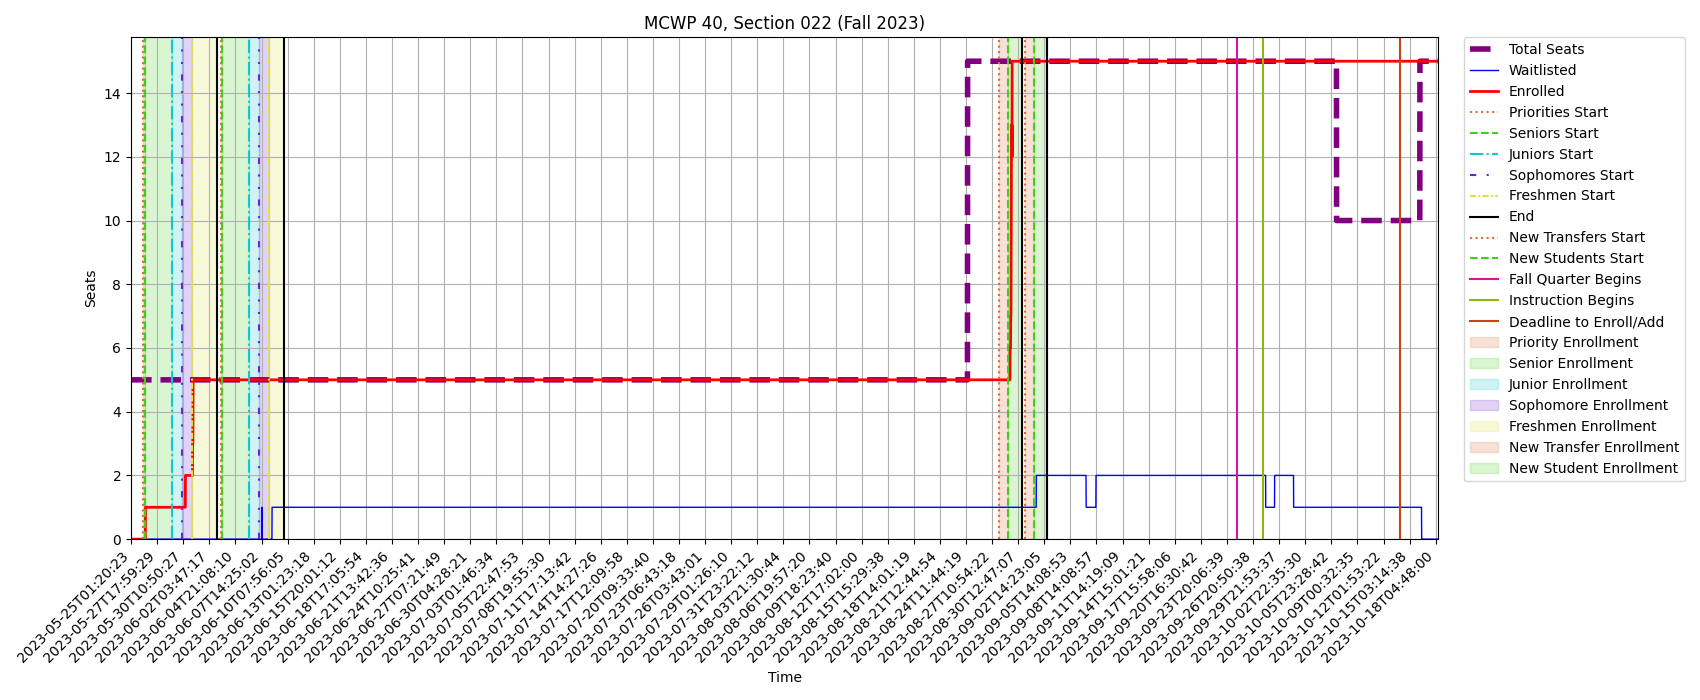 MCWP 40, Section 022 (Fall 2023)
Seats
14
12
10
8
6
4
2
0
2023-05-25T01:20:23
2023-05-27T17:59:29
2023-05-30T10:50:27
2023-06-02T03:47:17
2023-06-04T21:08:10
2023-06-07T14:25:02
2023-06-10T07:56:05
2023-06-13T01:23:18
2023-06-15T20:01:12
2023-06-18T17:05:54
2023-06-21T13:42:36
2023-06-24T10:25:41
2023-06-27T07:21:49
2023-06-30T04:28:21
2023-07-03T01:46:34
2023-07-05T22:47:53
2023-07-08T19:55:30
2023-07-11T17:13:42
2023-07-14T14:27:26
2023-07-17T12:09:58
2023-07-20T09:33:40
2023-07-23T06:43:18
2023-07-26T03:43:01
2023-07-29T01:26:10
2023-07-31T23:22:12
2023-08-03T21:30:44
2023-08-06T19:57:20
2023-08-09T18:23:40
2023-08-12T17:02:00
2023-08-15T15:29:38
2023-08-18T14:01:19
2023-08-21T12:44:54
2023-08-24T11:44:19
2023-08-27T10:54:22
2023-08-30T12:47:07
2023-09-02T14:23:05
2023-09-05T14:08:53
2023-09-08T14:08:57
2023-09-11T14:19:09
2023-09-14T15:01:21
2023-09-17T15:58:06
2023-09-20T16:30:42
2023-09-23T20:06:39
2023-09-26T20:50:38
2023-09-29T21:53:37
2023-10-02T22:35:30
2023-10-05T23:28:42
2023-10-09T00:32:35
2023-10-12T01:53:22
2023-10-15T03:14:38
2023-10-18T04:48:00
Time
Total Seats
Waitlisted
Enrolled
Priorities Start
Seniors Start
Juniors Start
Sophomores Start
Freshmen Start
End
New Transfers Start
New Students Start
Fall Quarter Begins
Instruction Begins
Deadline to Enroll/Add
Priority Enrollment
Senior Enrollment
Junior Enrollment
Sophomore Enrollment
Freshmen Enrollment
New Transfer Enrollment
New Student Enrollment